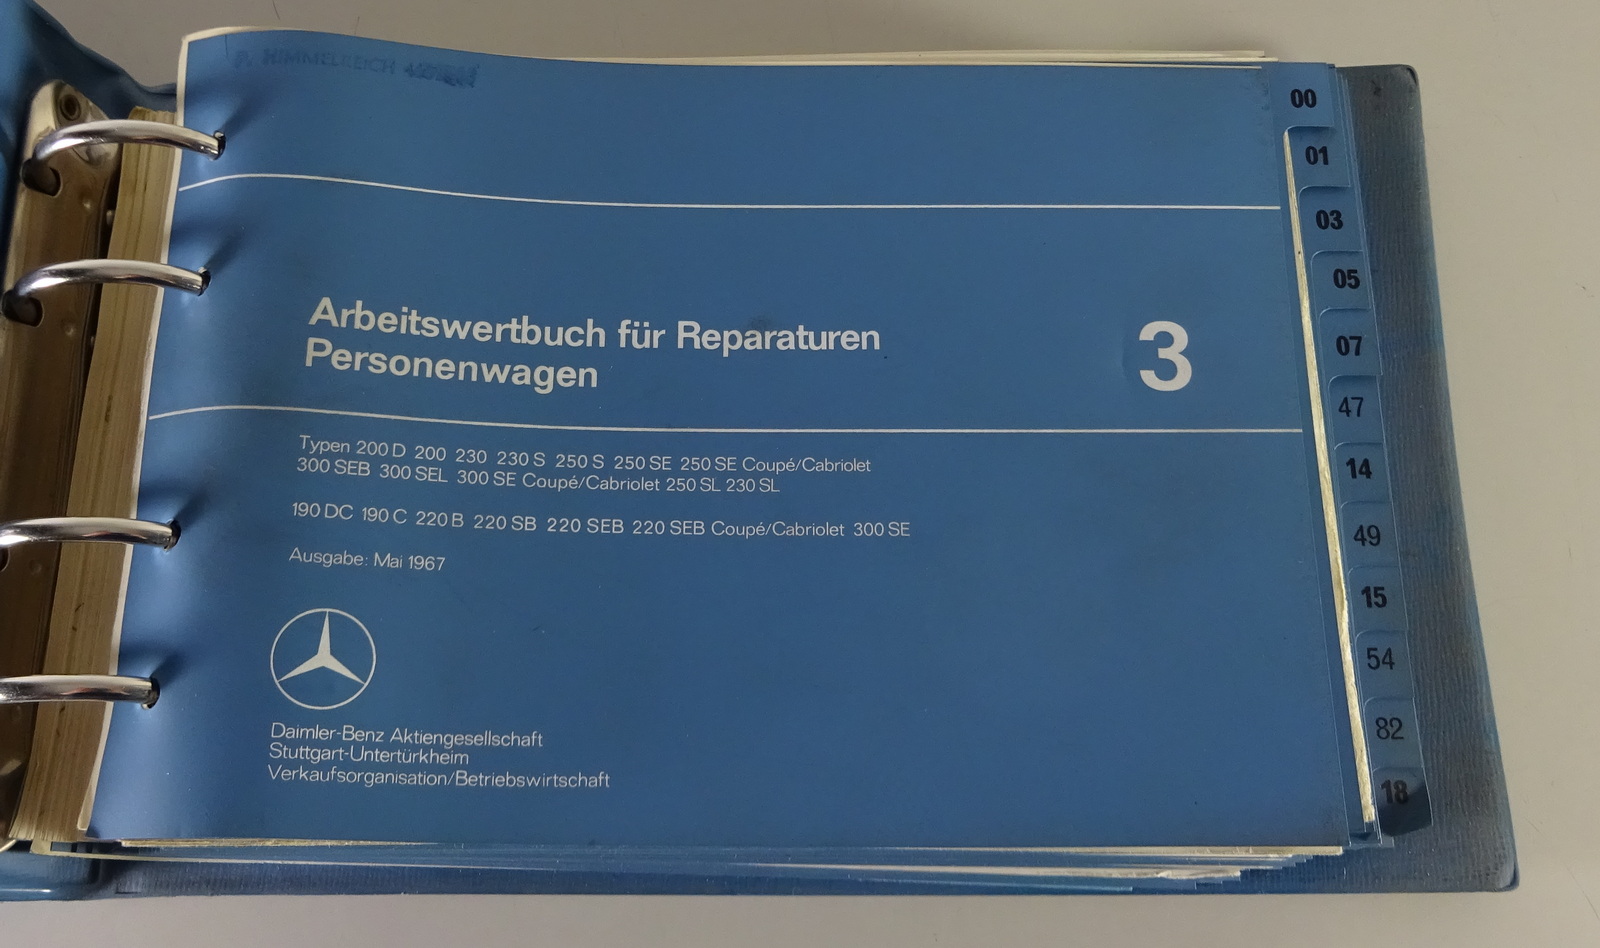 HIMMELREICH
Arbeitswertbuch für Reparaturen
Personenwagen
3
Typen 200 D 200 230 230 S 250 S 250 SE 250 SE Coupé/Cabriolet
300 SEB 300 SEL 300 SE Coupé/Cabriolet 250 SL 230 SL
190 DC 190 C 220 B 220 SB 220 SEB 220 SEB Coupé/Cabriolet 300 SE
Ausgabe: Mai 1967
Daimler-Benz Aktiengesellschaft
Stuttgart-Untertürkheim
Verkaufsorganisation/Betriebswirtschaft
00
01
03
05
07
47
14
49
15
54
82
18